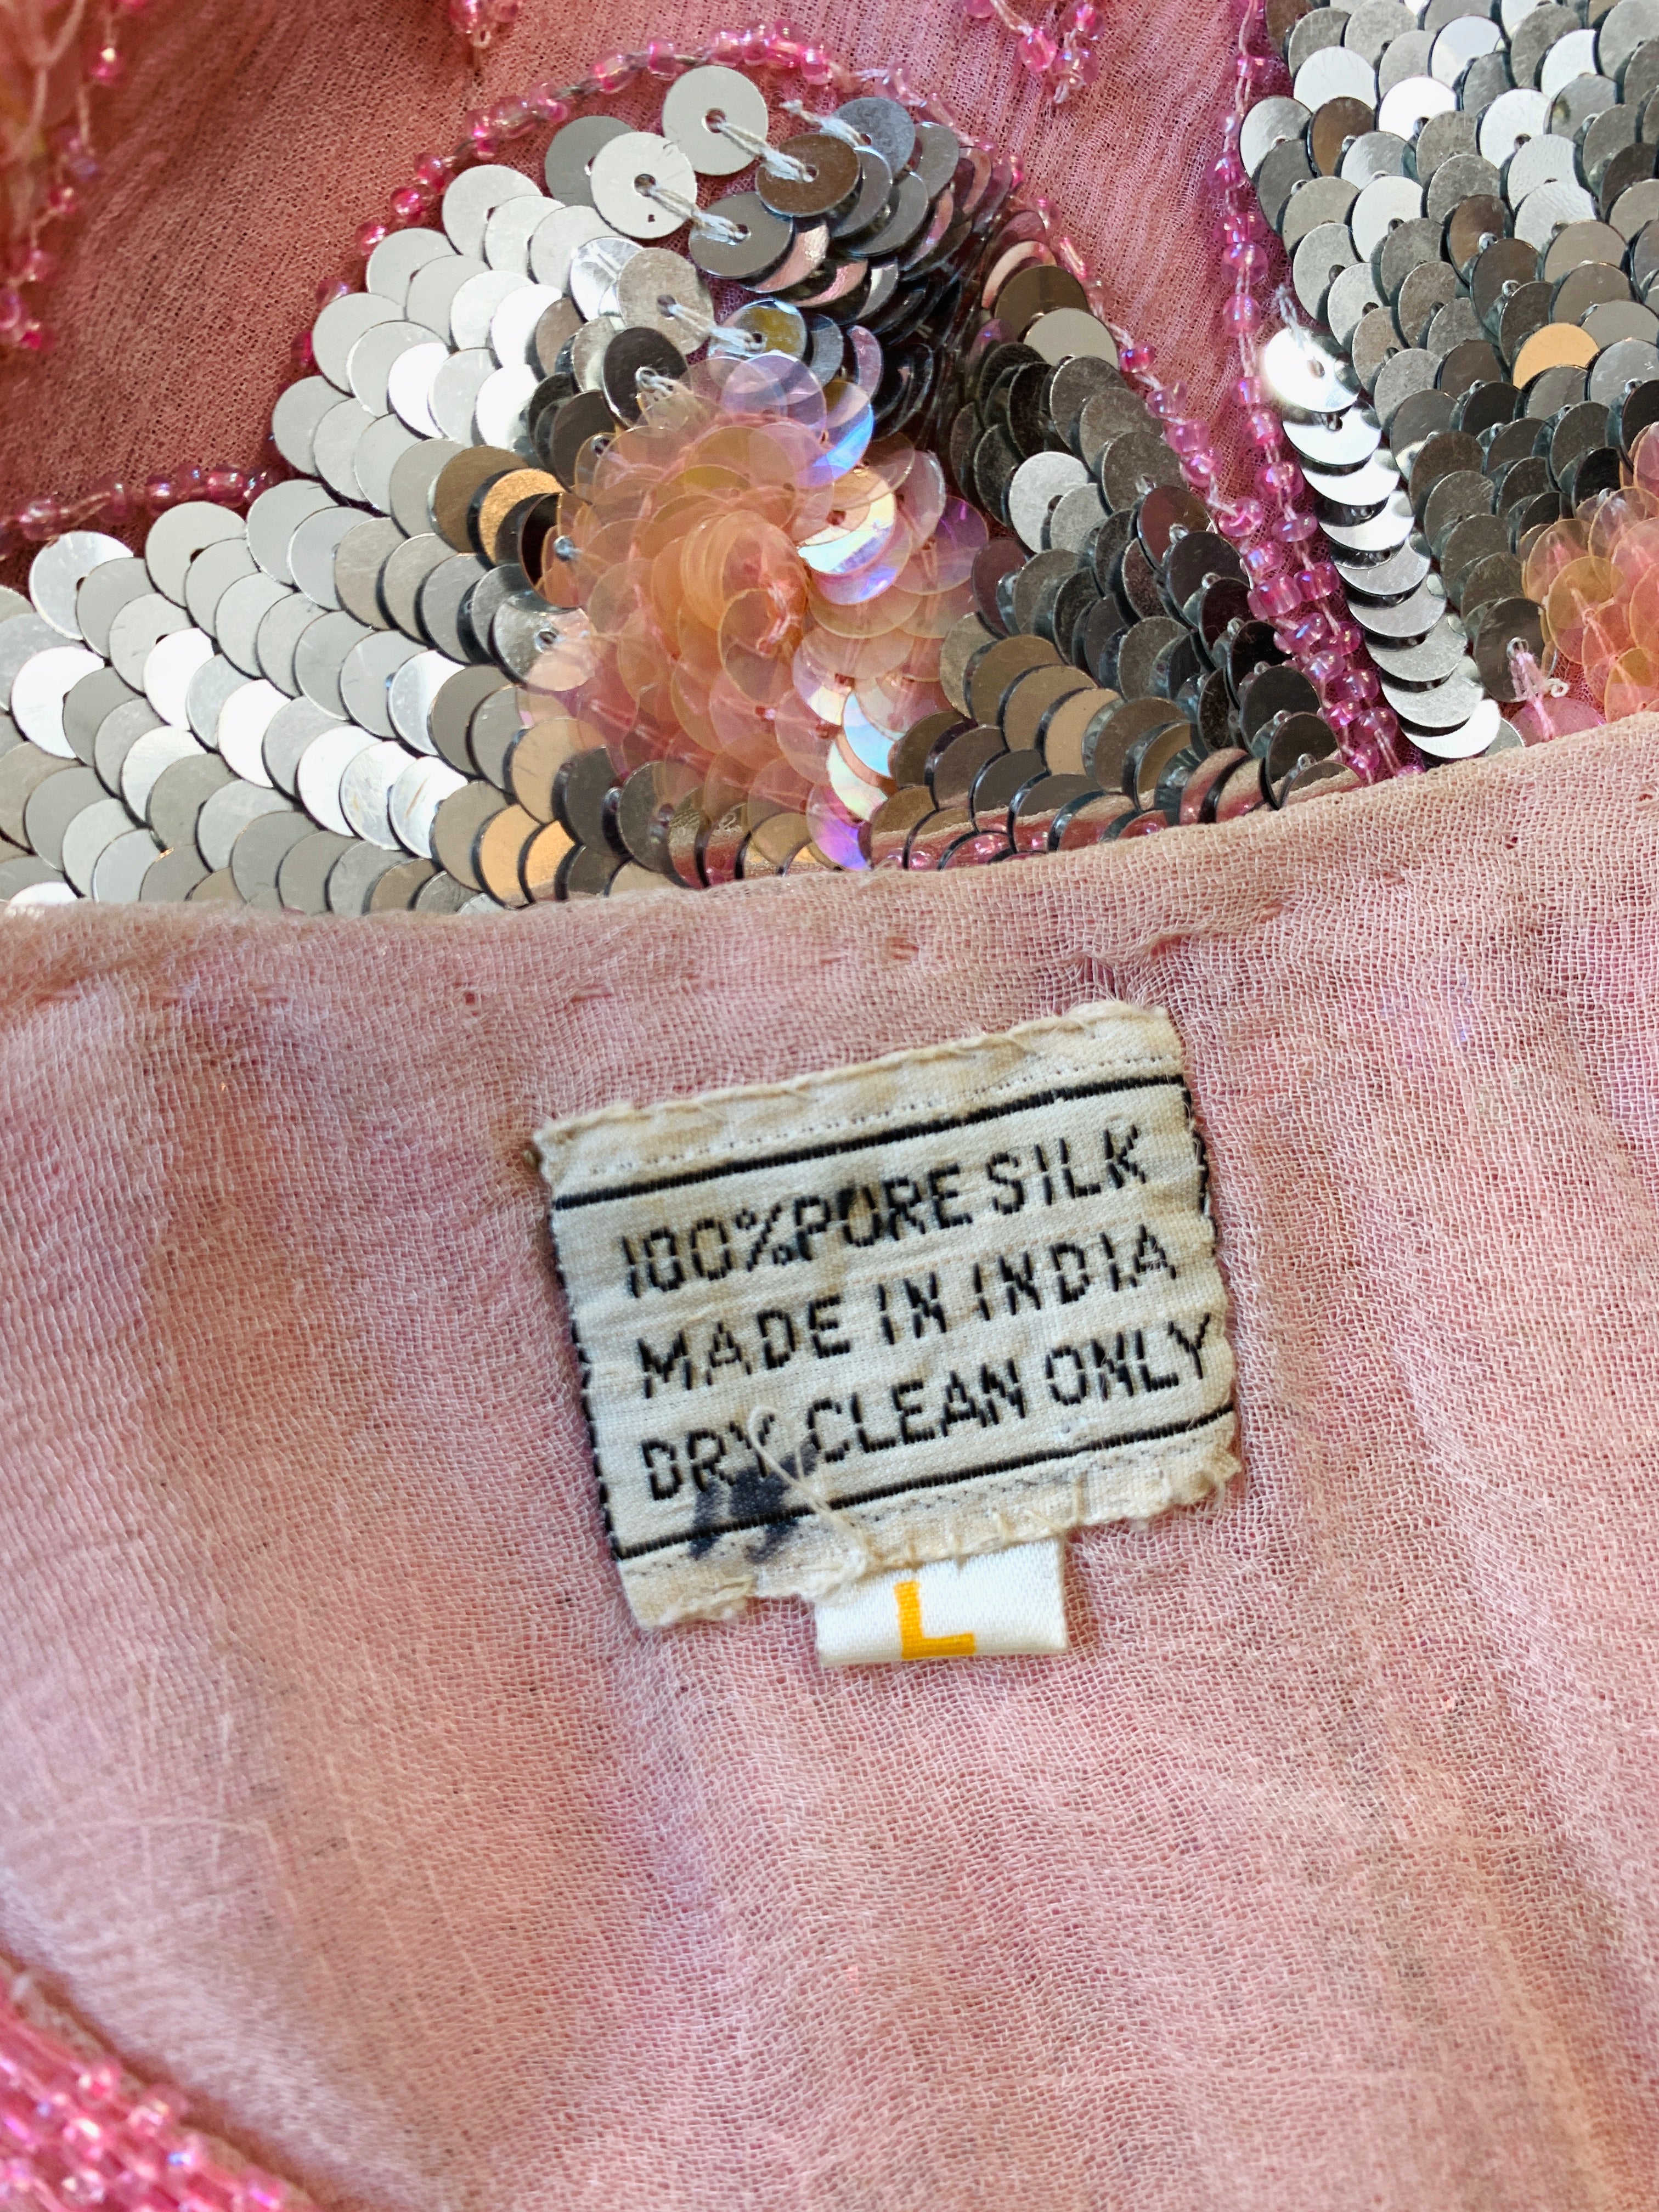 100% PURE SILK
MADE IN INDIA
DRY CLEAN ONLY
L